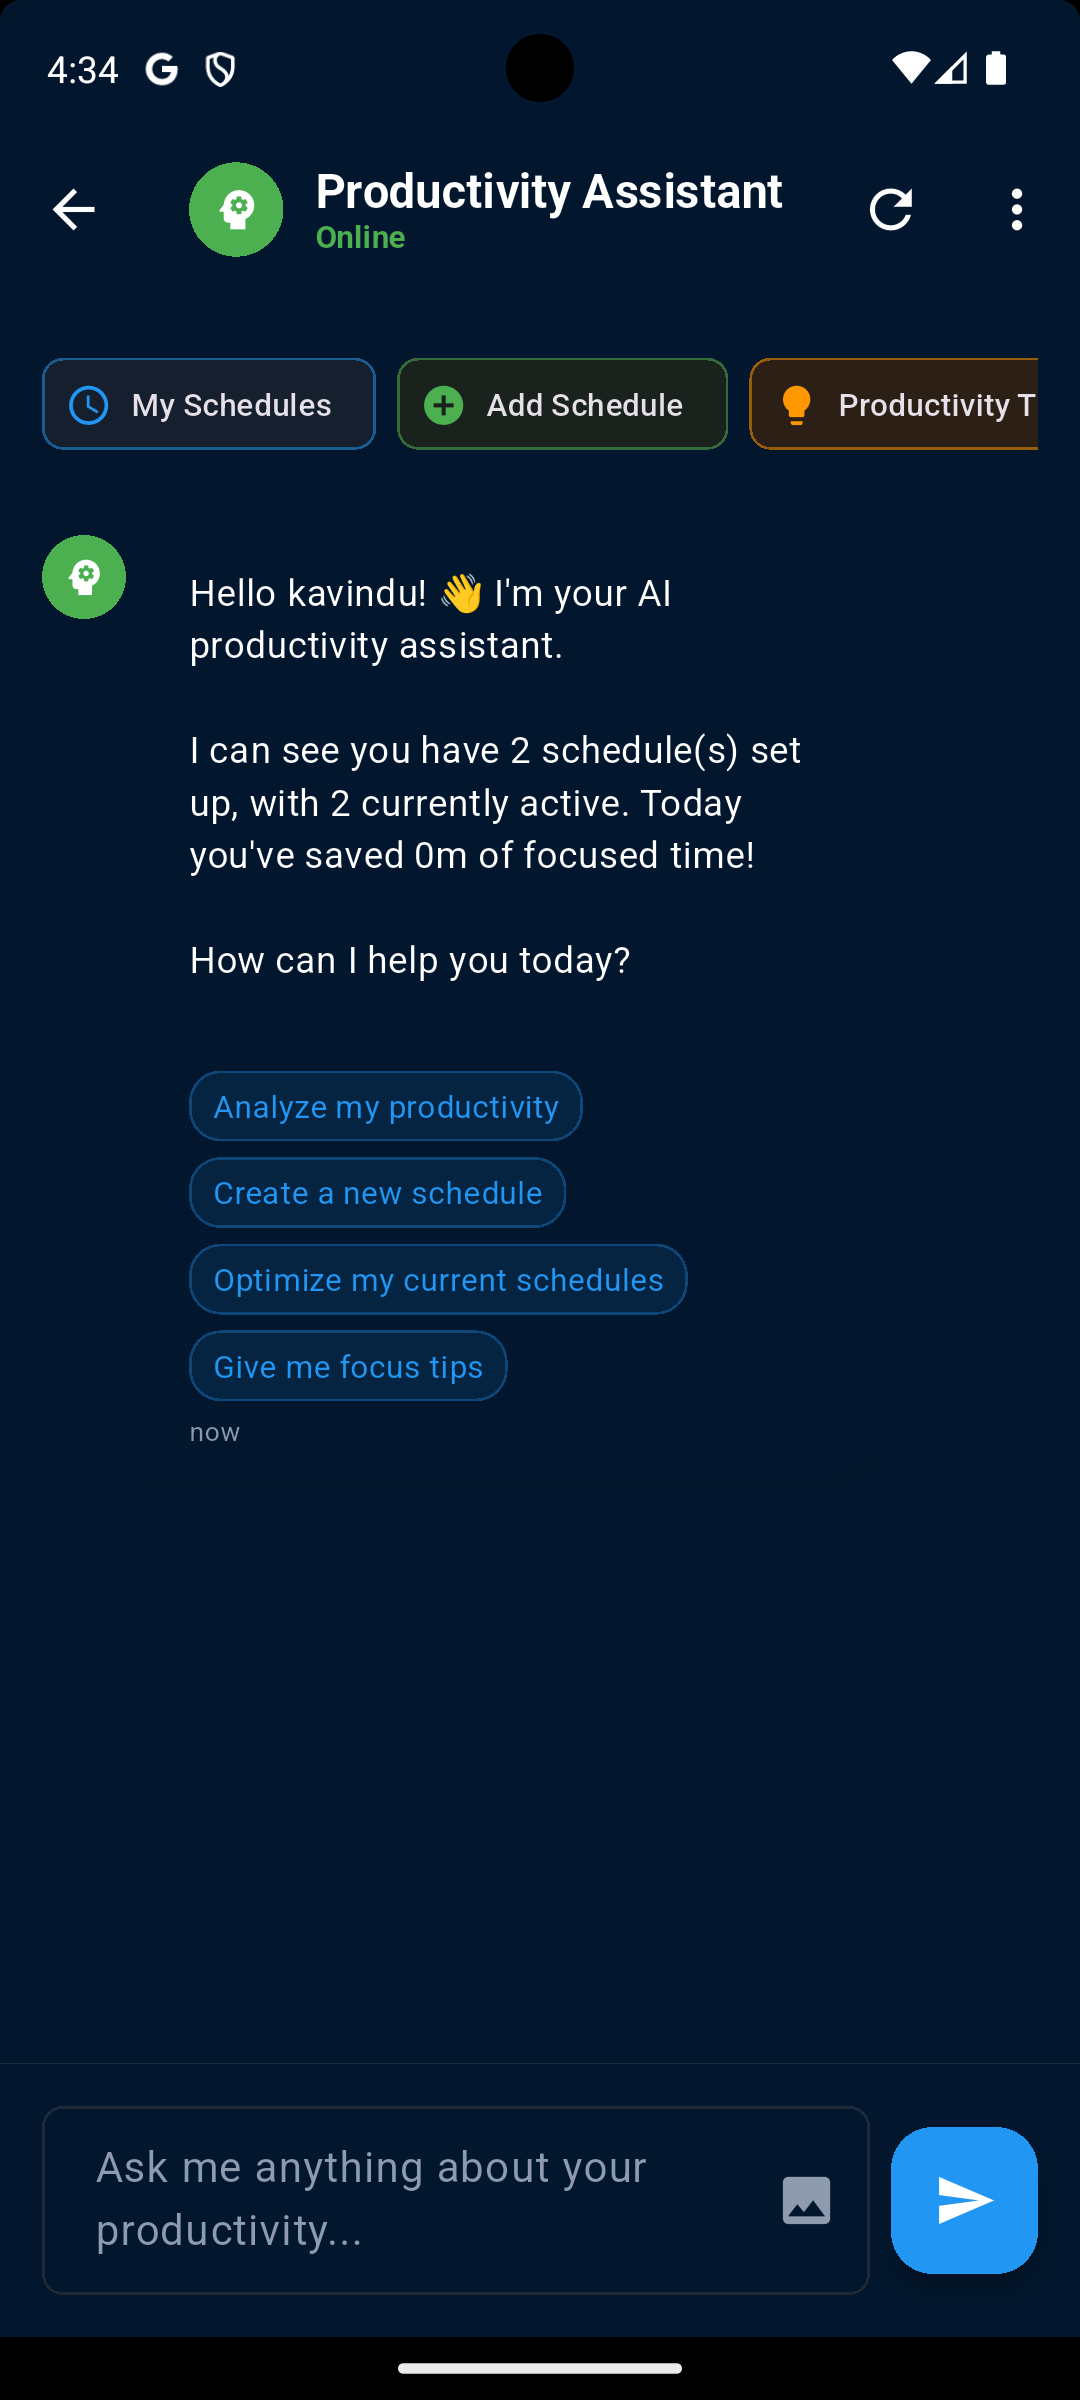 4:34
Productivity Assistant
Online
My Schedules
Add Schedule
Productivity T
Hello kavindu! 👋 I'm your AI
productivity assistant.
I can see you have 2 schedule(s) set
up, with 2 currently active. Today
you've saved 0m of focused time!
How can I help you today?
Analyze my productivity
Create a new schedule
Optimize my current schedules
Give me focus tips
now
Ask me anything about your
productivity...